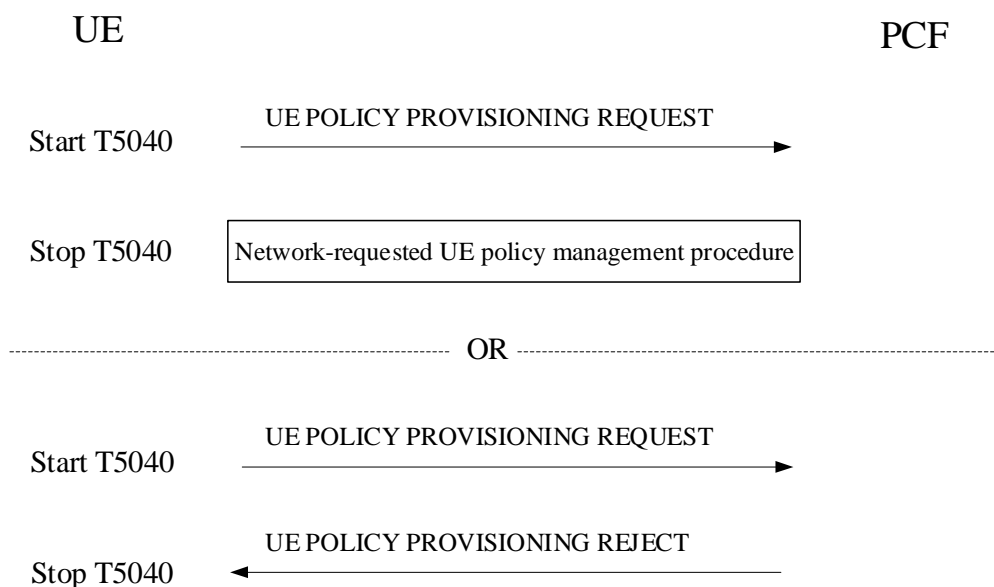 UE
PCF
UE POLICY PROVISIONING REQUEST
Start T5040
Stop T5040
Network-requested UE policy management procedure
OR
UE POLICY PROVISIONING REQUEST
Start T5040
UE POLICY PROVISIONING REJECT
Stop T5040